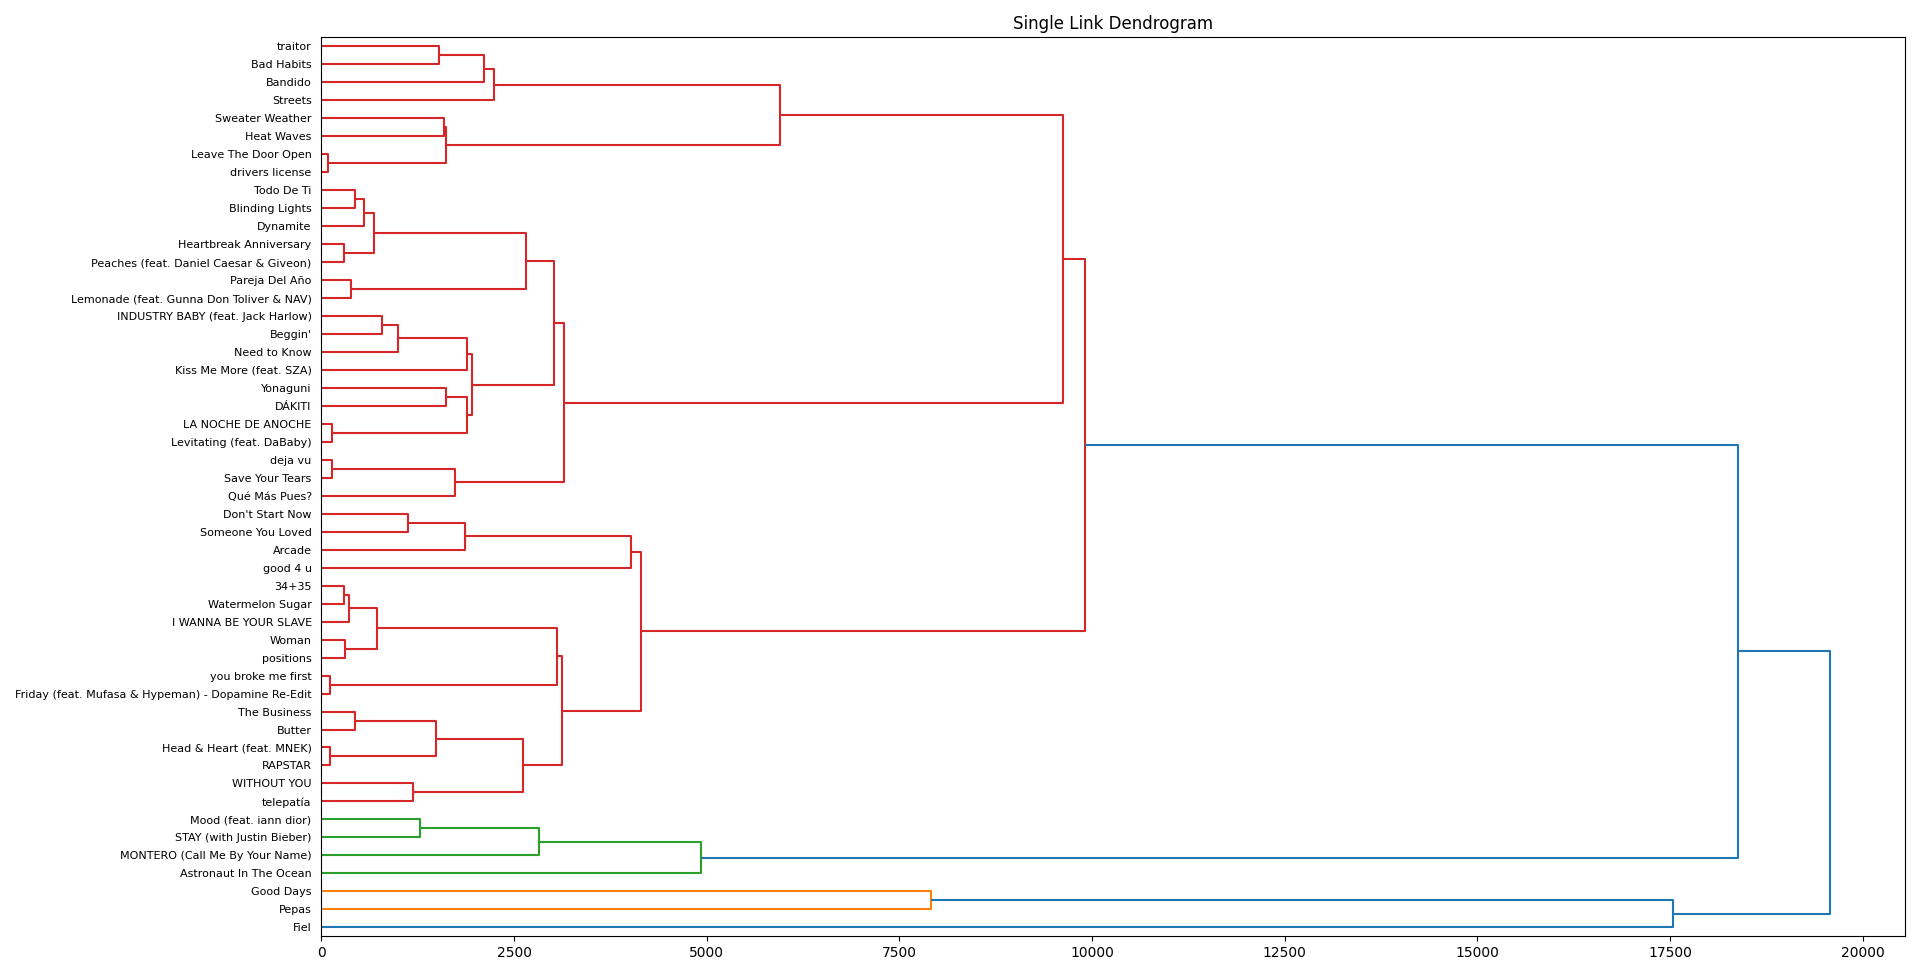 Single Link Dendrogram
traitor
Bad Habits
Bandido
Streets
Sweater Weather
Heat Waves
Leave The Door Open
drivers license
Todo De Ti
Blinding Lights
Dynamite
Heartbreak Anniversary
Peaches (feat. Daniel Caesar & Giveon)
Pareja Del Año
Lemonade (feat. Gunna Don Toliver & NAV)
INDUSTRY BABY (feat. Jack Harlow)
Beggin'
Need to Know
Kiss Me More (feat. SZA)
Yonaguni
DÁKITI
LA NOCHE DE ANOCHE
Levitating (feat. DaBaby)
deja vu
Save Your Tears
Qué Más Pues?
Don't Start Now
Someone You Loved
Arcade
good 4 u
34+35
Watermelon Sugar
I WANNA BE YOUR SLAVE
Woman
positions
you broke me first
Friday (feat. Mufasa & Hypeman) - Dopamine Re-Edit
The Business
Butter
Head & Heart (feat. MNEK)
RAPSTAR
WITHOUT YOU
telepatía
Mood (feat. iann dior)
STAY (with Justin Bieber)
MONTERO (Call Me By Your Name)
Astronaut In The Ocean
Good Days
Pepas
Fiel
0 2500 5000 7500 10000 12500 15000 17500 20000